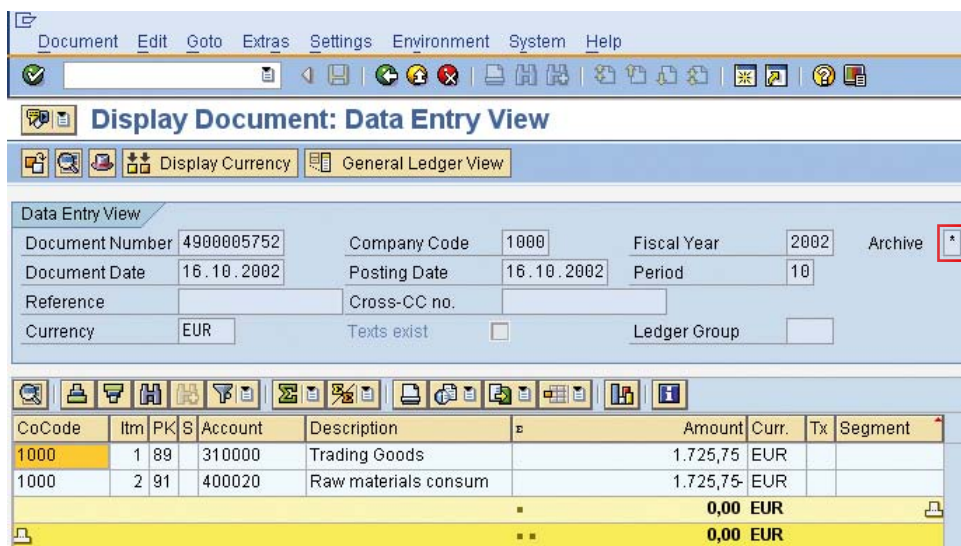 Document Edit Goto Extras Settings Environment System Help
Display Document: Data Entry View
Display Currency General Ledger View
Data Entry View
Document Number 4900005752 Company Code 1000 Fiscal Year 2002 Archive *
Document Date 16.10.2002 Posting Date 16.10.2002 Period 10
Reference Cross-CC no.
Currency EUR Texts exist Ledger Group
CoCode Itm PK S Account Description Σ Amount Curr. Tx Segment
1000 1 89 310000 Trading Goods 1.725,75 EUR
1000 2 91 400020 Raw materials consum 1.725,75- EUR
0,00 EUR
0,00 EUR